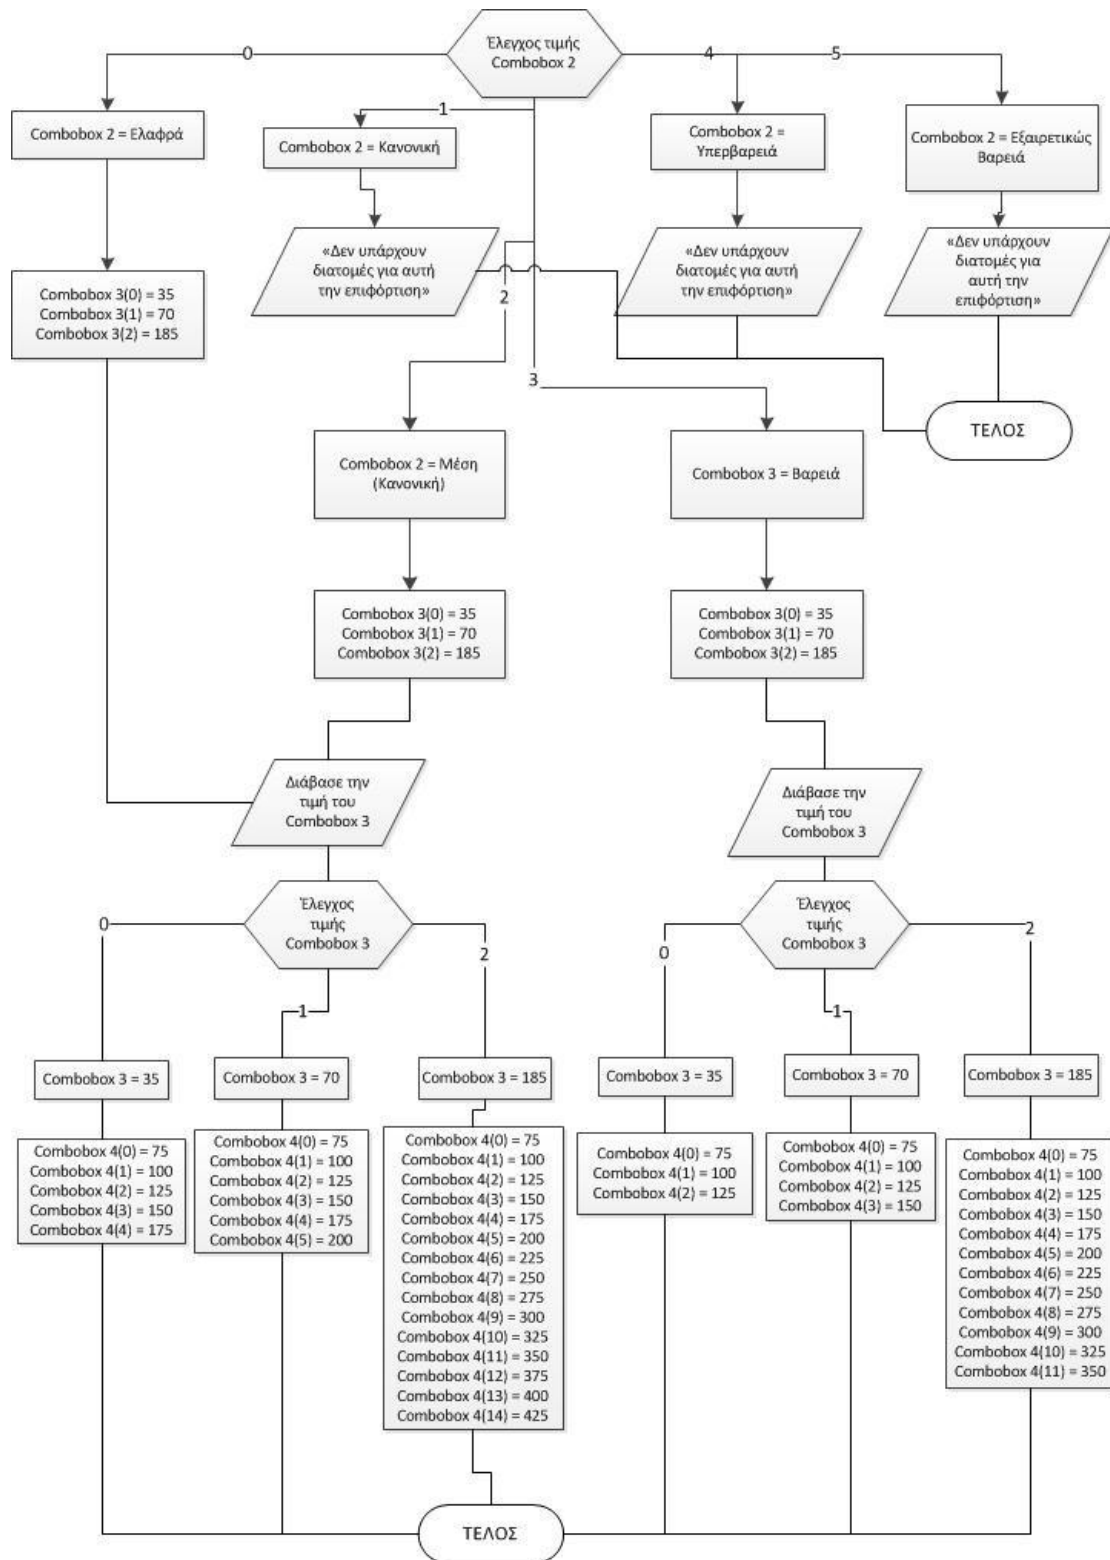 Έλεγχος τιμής
Combobox 2
0
4
5
1
Combobox 2 = Ελαφρά
Combobox 2 = Κανονική
Combobox 2 =
Υπερβαρειά
Combobox 2 = Εξαιρετικώς
Βαρειά
«Δεν υπάρχουν
διατομές για αυτή
την επιφόρτιση»
«Δεν υπάρχουν
διατομές για αυτή
την επιφόρτιση»
«Δεν υπάρχουν
διατομές για
αυτή την
επιφόρτιση»
Combobox 3(0) = 35
Combobox 3(1) = 70
Combobox 3(2) = 185
2
3
ΤΕΛΟΣ
Combobox 2 = Μέση
(Κανονική)
Combobox 3 = Βαρειά
Combobox 3(0) = 35
Combobox 3(1) = 70
Combobox 3(2) = 185
Combobox 3(0) = 35
Combobox 3(1) = 70
Combobox 3(2) = 185
Διάβασε την
τιμή του
Combobox 3
Διάβασε την
τιμή του
Combobox 3
Έλεγχος
τιμής
Combobox 3
0
1
2
Έλεγχος
τιμής
Combobox 3
0
1
2
Combobox 3 = 35
Combobox 3 = 70
Combobox 3 = 185
Combobox 3 = 35
Combobox 3 = 70
Combobox 3 = 185
Combobox 4(0) = 75
Combobox 4(1) = 100
Combobox 4(2) = 125
Combobox 4(3) = 150
Combobox 4(4) = 175
Combobox 4(0) = 75
Combobox 4(1) = 100
Combobox 4(2) = 125
Combobox 4(3) = 150
Combobox 4(4) = 175
Combobox 4(5) = 200
Combobox 4(0) = 75
Combobox 4(1) = 100
Combobox 4(2) = 125
Combobox 4(3) = 150
Combobox 4(4) = 175
Combobox 4(5) = 200
Combobox 4(6) = 225
Combobox 4(7) = 250
Combobox 4(8) = 275
Combobox 4(9) = 300
Combobox 4(10) = 325
Combobox 4(11) = 350
Combobox 4(12) = 375
Combobox 4(13) = 400
Combobox 4(14) = 425
Combobox 4(0) = 75
Combobox 4(1) = 100
Combobox 4(2) = 125
Combobox 4(0) = 75
Combobox 4(1) = 100
Combobox 4(2) = 125
Combobox 4(3) = 150
Combobox 4(0) = 75
Combobox 4(1) = 100
Combobox 4(2) = 125
Combobox 4(3) = 150
Combobox 4(4) = 175
Combobox 4(5) = 200
Combobox 4(6) = 225
Combobox 4(7) = 250
Combobox 4(8) = 275
Combobox 4(9) = 300
Combobox 4(10) = 325
Combobox 4(11) = 350
ΤΕΛΟΣ